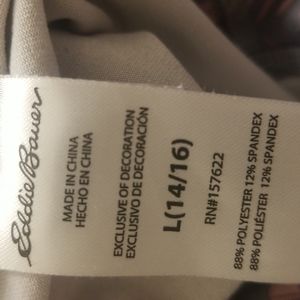 Eddie Bauer
MADE IN CHINA
HECHO EN CHINA
EXCLUSIVE OF DECORATION
EXCLUSIVO DE DECORACIÓN
L(14/16)
RN#157622
88% POLYESTER 12% SPANDEX
88% POLIÉSTER 12% SPANDEX